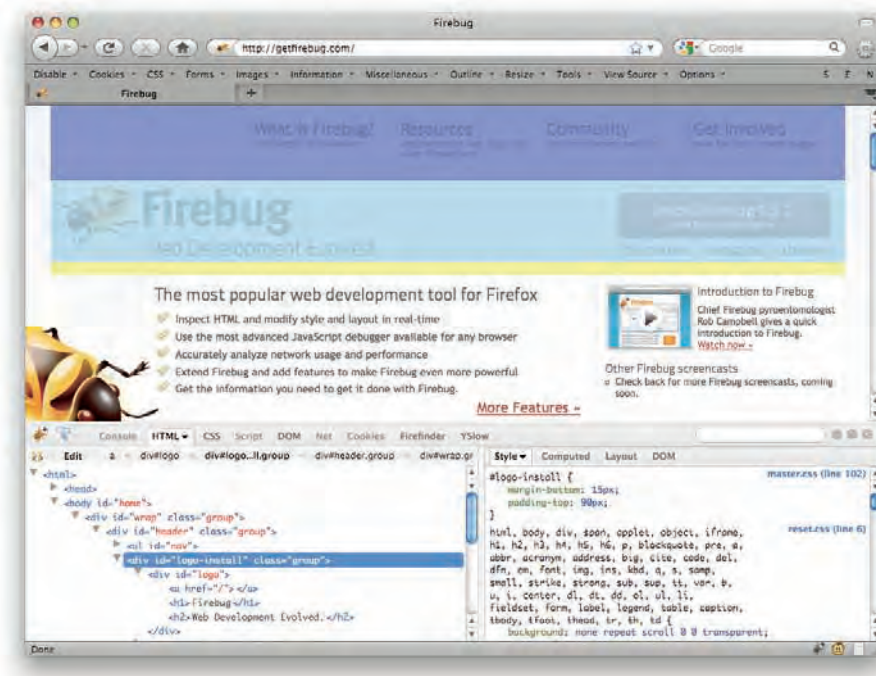 Firebug
http://getfirebug.com/
Google
Disable Cookies CSS Forms Images Information Miscellaneous Outline Resize Tools View Source Options
Firebug
What is Firebug? Resources Community Get Involved
Firebug
Web Development Evolved
The most popular web development tool for Firefox
Inspect HTML and modify style and layout in real-time
Use the most advanced JavaScript debugger available for any browser
Accurately analyze network usage and performance
Extend Firebug and add features to make Firebug even more powerful
Get the information you need to get it done with Firebug.
More Features »
Introduction to Firebug
Chief Firebug pyroentomologist
Rob Campbell gives a quick
introduction to Firebug.
Watch now »
Other Firebug screencasts
Check back for more Firebug screencasts, coming
soon.
Console HTML CSS Script DOM Net Cookies Firefinder YSlow
Edit a div#logo div#logo...ll.group div#header.group div#wrap.gr
<html>
<head>
<body id="home">
<div id="wrap" class="group">
<div id="header" class="group">
<ul id="nav">
<div id="logo-install" class="group">
<div id="logo">
<a href="/"> </a>
<h1>Firebug</h1>
<h2>Web Development Evolved.</h2>
</div>
Style Computed Layout DOM
#logo-install { master.css (line 102)
margin-bottom: 15px;
padding-top: 90px;
}
html, body, div, span, applet, object, iframe, reset.css (line 6)
h1, h2, h3, h4, h5, h6, p, blockquote, pre, a,
abbr, acronym, address, big, cite, code, del,
dfn, em, font, img, ins, kbd, q, s, samp,
small, strike, strong, sub, sup, tt, var, b,
u, i, center, dl, dt, dd, ol, ul, li,
fieldset, form, label, legend, table, caption,
tbody, tfoot, thead, tr, th, td {
background: none repeat scroll 0 0 transparent;
Done